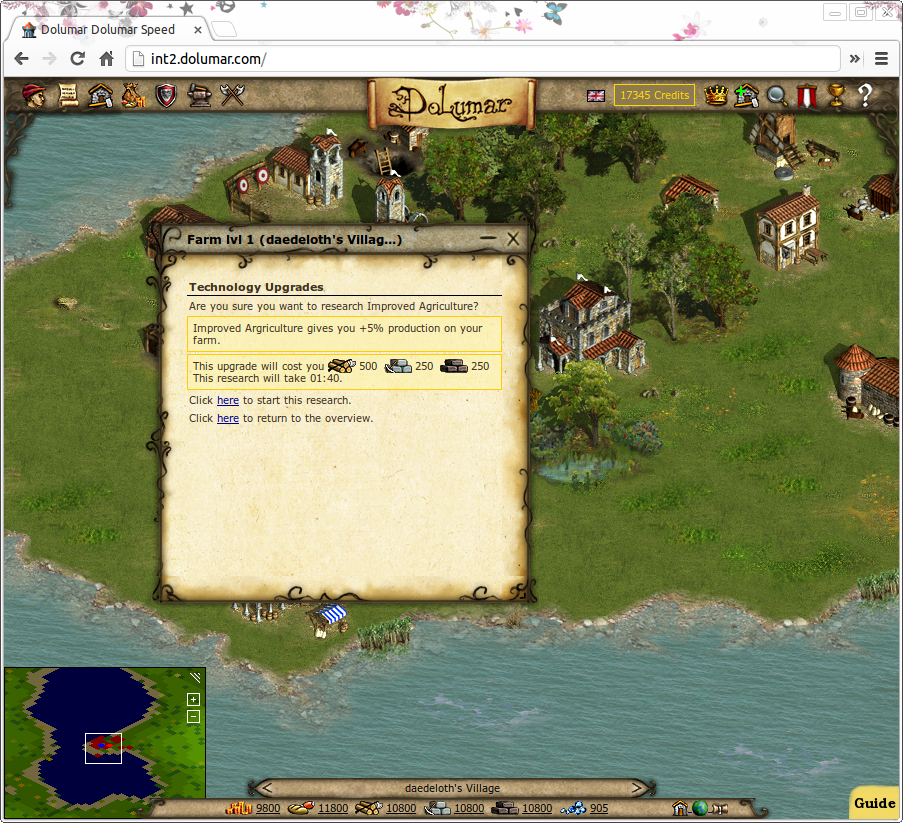 Dolumar Dolumar Speed
int2.dolumar.com/
Dolumar
17345 Credits
Farm lvl 1 (daedeloth's Villag...)
Technology Upgrades
Are you sure you want to research Improved Agriculture?
Improved Argriculture gives you +5% production on your
farm.
This upgrade will cost you 500 250 250
This research will take 01:40.
Click here to start this research.
Click here to return to the overview.
daedeloth's Village
9800 11800 10800 10800 10800 905
Guide